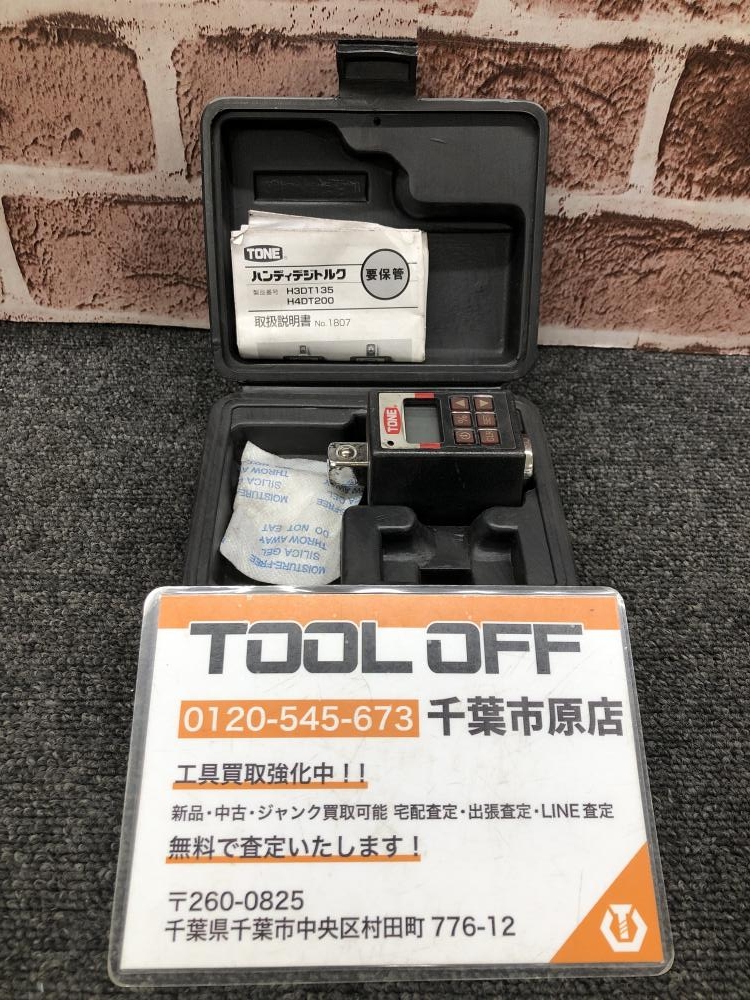 TONE
ハンディデジトルク
要保管
製品番号 H3DT135
H4DT200
取扱説明書 No.1807
TONE
MOISTURE-FREE
SILICA GEL
THROW AWAY
DO NOT EAT
TOOL OFF
0120-545-673 千葉市原店
工具買取強化中！！
新品・中古・ジャンク買取可能 宅配査定・出張査定・LINE査定
無料で査定いたします！
〒260-0825
千葉県千葉市中央区村田町 776-12